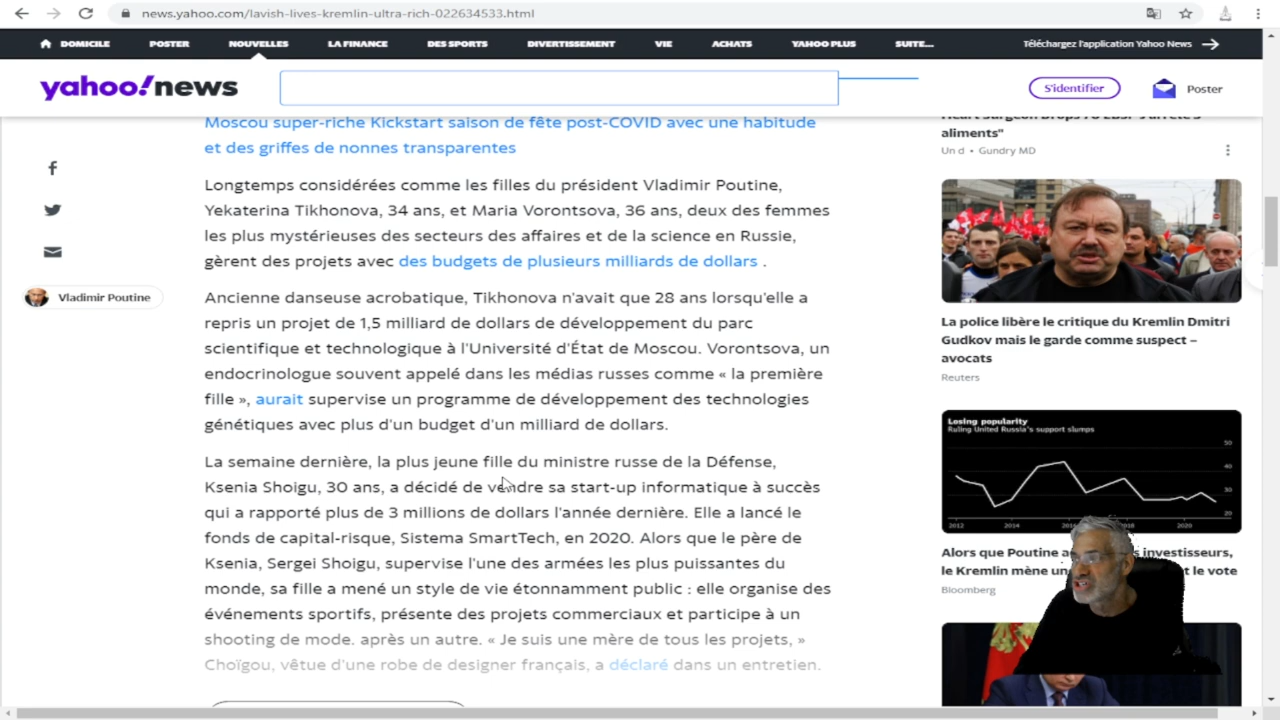 news.yahoo.com/lavish-lives-kremlin-ultra-rich-022634533.html
DOMICILE POSTER NOUVELLES LA FINANCE DES SPORTS DIVERTISSEMENT VIE ACHATS YAHOO PLUS SUITE... Téléchargez l'application Yahoo News
yahoo!news
S'identifier
Poster
Moscou super-riche Kickstart saison de fête post-COVID avec une habitude
et des griffes de nonnes transparentes
Longtemps considérées comme les filles du président Vladimir Poutine,
Yekaterina Tikhonova, 34 ans, et Maria Vorontsova, 36 ans, deux des femmes
les plus mystérieuses des secteurs des affaires et de la science en Russie,
gèrent des projets avec des budgets de plusieurs milliards de dollars .
Vladimir Poutine
Ancienne danseuse acrobatique, Tikhonova n'avait que 28 ans lorsqu'elle a
repris un projet de 1,5 milliard de dollars de développement du parc
scientifique et technologique à l'Université d'État de Moscou. Vorontsova, un
endocrinologue souvent appelé dans les médias russes comme « la première
fille », aurait supervise un programme de développement des technologies
génétiques avec plus d'un budget d'un milliard de dollars.
La semaine dernière, la plus jeune fille du ministre russe de la Défense,
Ksenia Shoigu, 30 ans, a décidé de vendre sa start-up informatique à succès
qui a rapporté plus de 3 millions de dollars l'année dernière. Elle a lancé le
fonds de capital-risque, Sistema SmartTech, en 2020. Alors que le père de
Ksenia, Sergei Shoigu, supervise l'une des armées les plus puissantes du
monde, sa fille a mené un style de vie étonnamment public : elle organise des
événements sportifs, présente des projets commerciaux et participe à un
shooting de mode. après un autre. « Je suis une mère de tous les projets, »
Choïgou, vêtue d'une robe de designer français, a déclaré dans un entretien.
aliments"
Un d • Gundry MD
La police libère le critique du Kremlin Dmitri
Gudkov mais le garde comme suspect –
avocats
Reuters
Losing popularity
Ruling United Russia's support slumps
50
40
30
20
2012 2014 2016 2018 2020
Alors que Poutine investisseurs,
le Kremlin mène le vote
Bloomberg